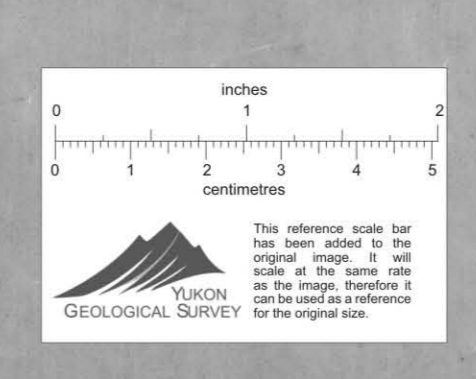 inches
0 1 2
0 1 2 3 4 5
centimetres
This reference scale bar
has been added to the
original image. It will
scale at the same rate
as the image, therefore it
can be used as a reference
for the original size.
YUKON
GEOLOGICAL SURVEY